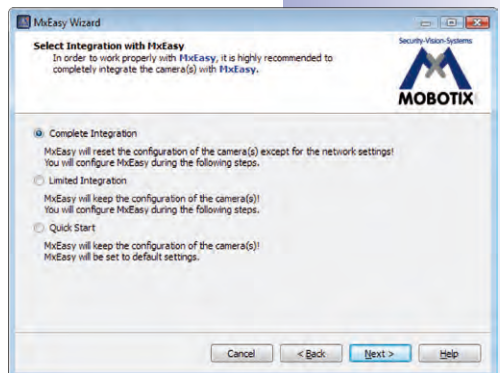 MxEasy Wizard
Select Integration with MxEasy
In order to work properly with MxEasy, it is highly recommended to
completely integrate the camera(s) with MxEasy.
Security-Vision-Systems
MOBOTIX
Complete Integration
MxEasy will reset the configuration of the camera(s) except for the network settings!
You will configure MxEasy during the following steps.
Limited Integration
MxEasy will keep the configuration of the camera(s)!
You will configure MxEasy during the following steps.
Quick Start
MxEasy will keep the configuration of the camera(s)!
MxEasy will be set to default settings.
Cancel
< Back
Next >
Help